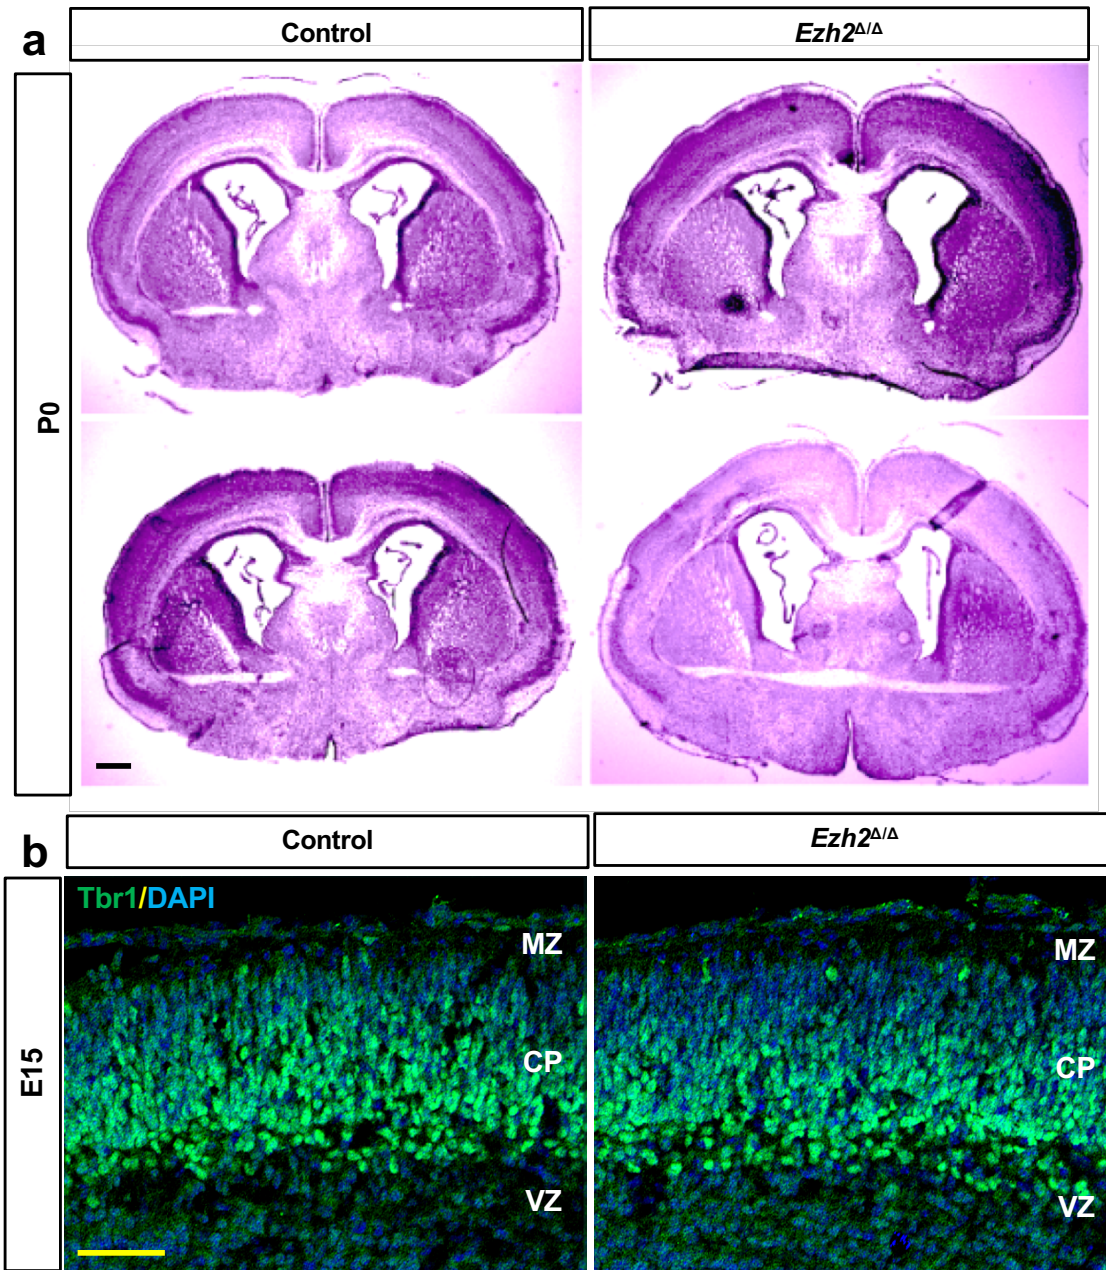 a
Control
Ezh2Δ/Δ
P0
b
Control
Ezh2Δ/Δ
E15
Tbr1/DAPI
MZ
CP
VZ
MZ
CP
VZ